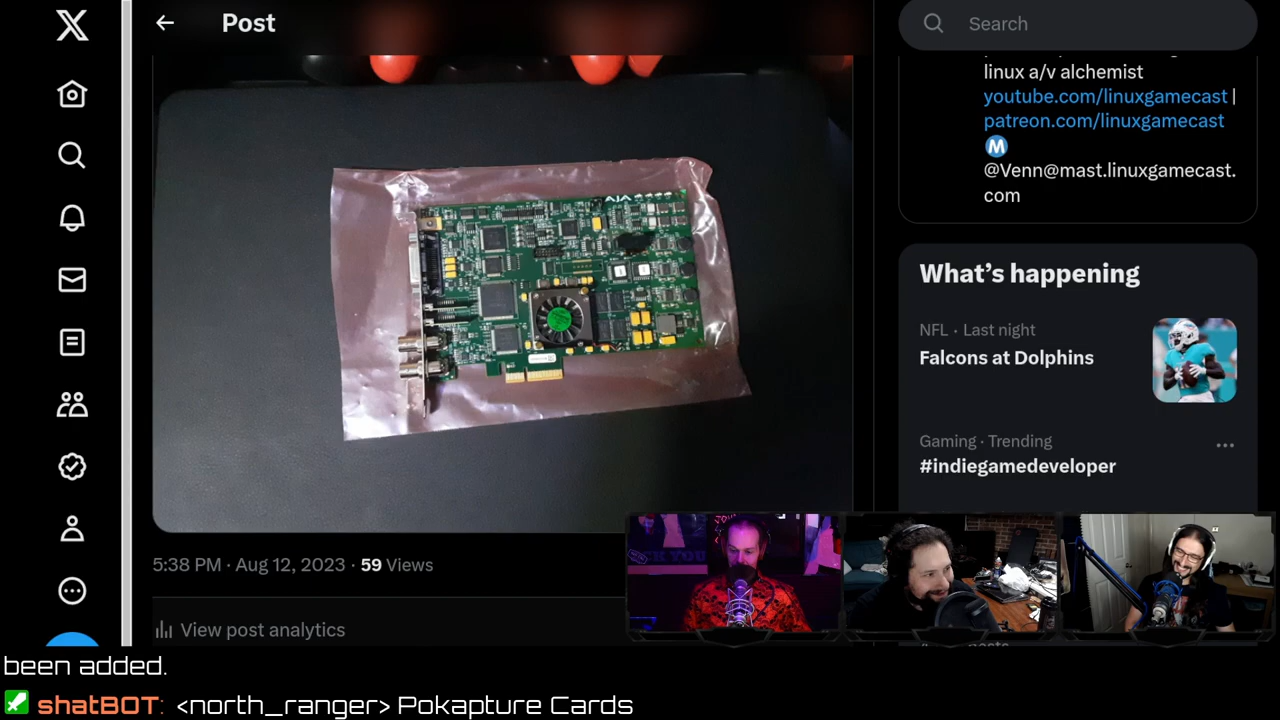 Post
AJA
5:38 PM · Aug 12, 2023 · 59 Views
View post analytics
Search
linux a/v alchemist
youtube.com/linuxgamecast |
patreon.com/linuxgamecast
M
@Venn@mast.linuxgamecast.
com
What’s happening
NFL · Last night
Falcons at Dolphins
Gaming · Trending
#indiegamedeveloper
been added.
shatBOT: <north_ranger> Pokapture Cards